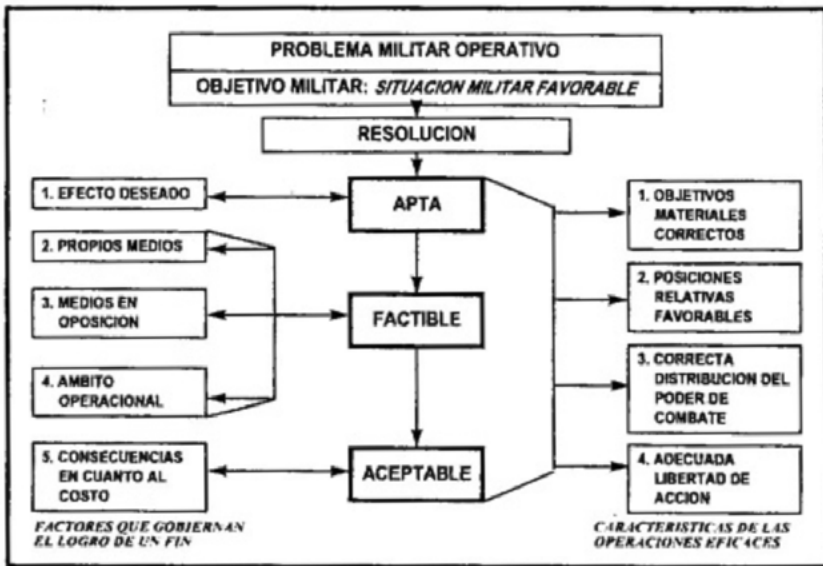 PROBLEMA MILITAR OPERATIVO
OBJETIVO MILITAR: SITUACION MILITAR FAVORABLE
RESOLUCION
1. EFECTO DESEADO
2. PROPIOS MEDIOS
3. MEDIOS EN
OPOSICION
4. AMBITO
OPERACIONAL
5. CONSECUENCIAS
EN CUANTO AL
COSTO
FACTORES QUE GOBIERNAN
EL LOGRO DE UN FIN
APTA
FACTIBLE
ACEPTABLE
1. OBJETIVOS
MATERIALES
CORRECTOS
2. POSICIONES
RELATIVAS
FAVORABLES
3. CORRECTA
DISTRIBUCION DEL
PODER DE
COMBATE
4. ADECUADA
LIBERTAD DE
ACCION
CARACTERISTICAS DE LAS
OPERACIONES EFICACES